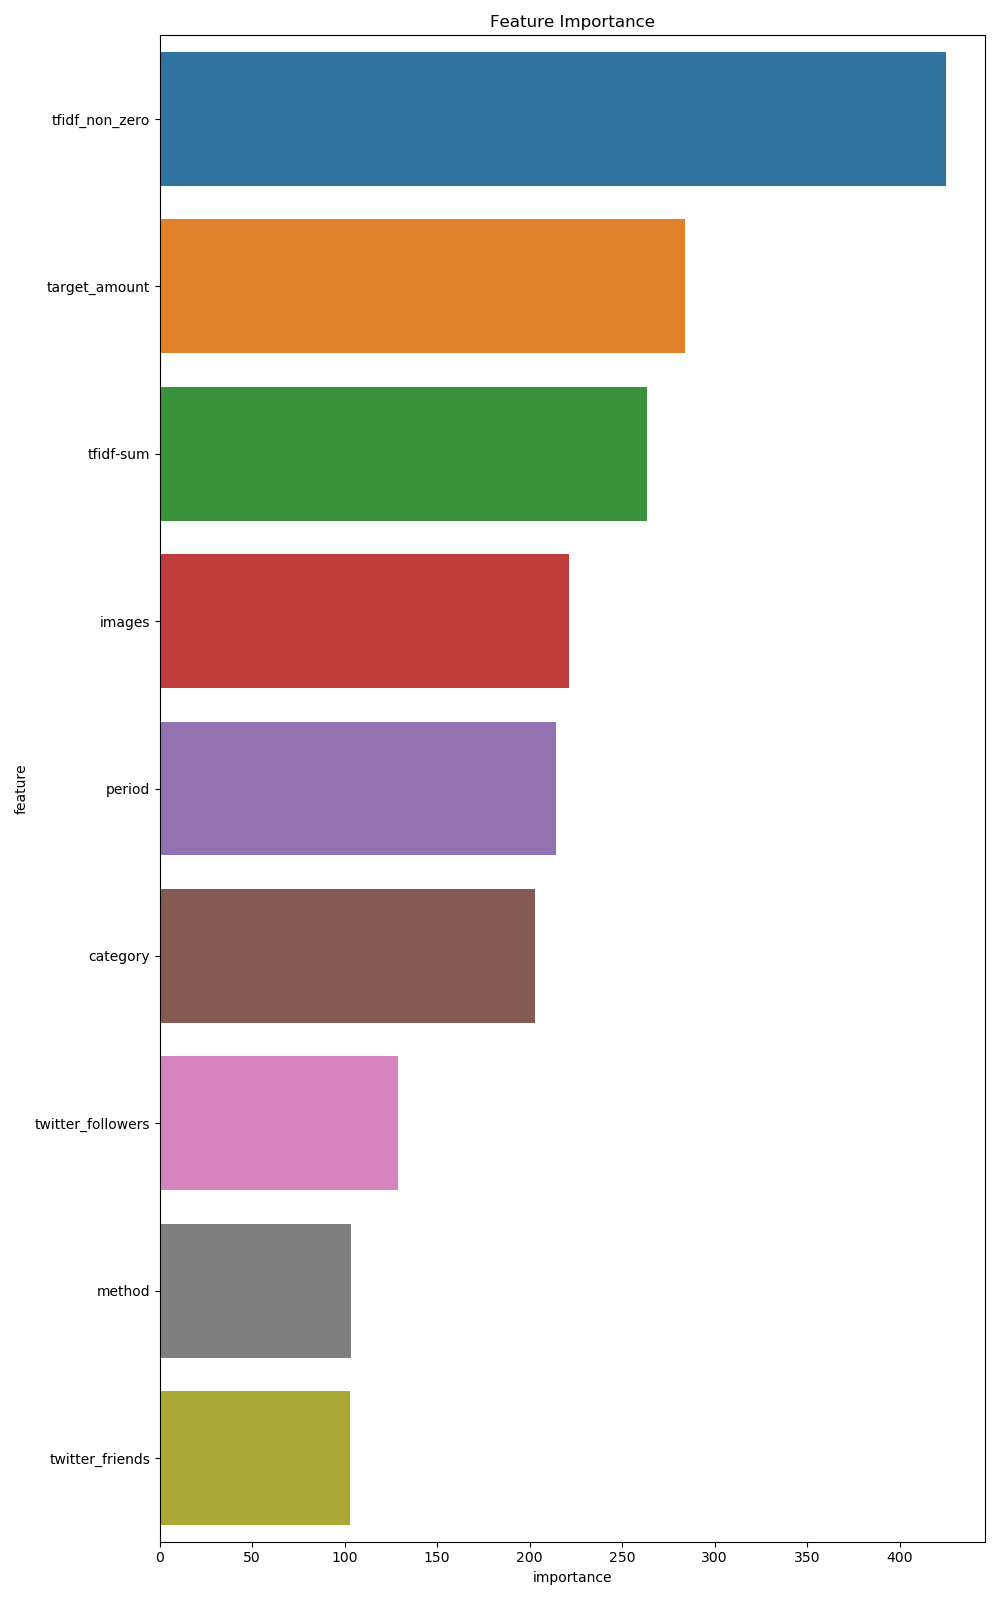 Feature Importance
tfidf_non_zero
target_amount
tfidf-sum
images
period
category
twitter_followers
method
twitter_friends
feature
0 50 100 150 200 250 300 350 400
importance